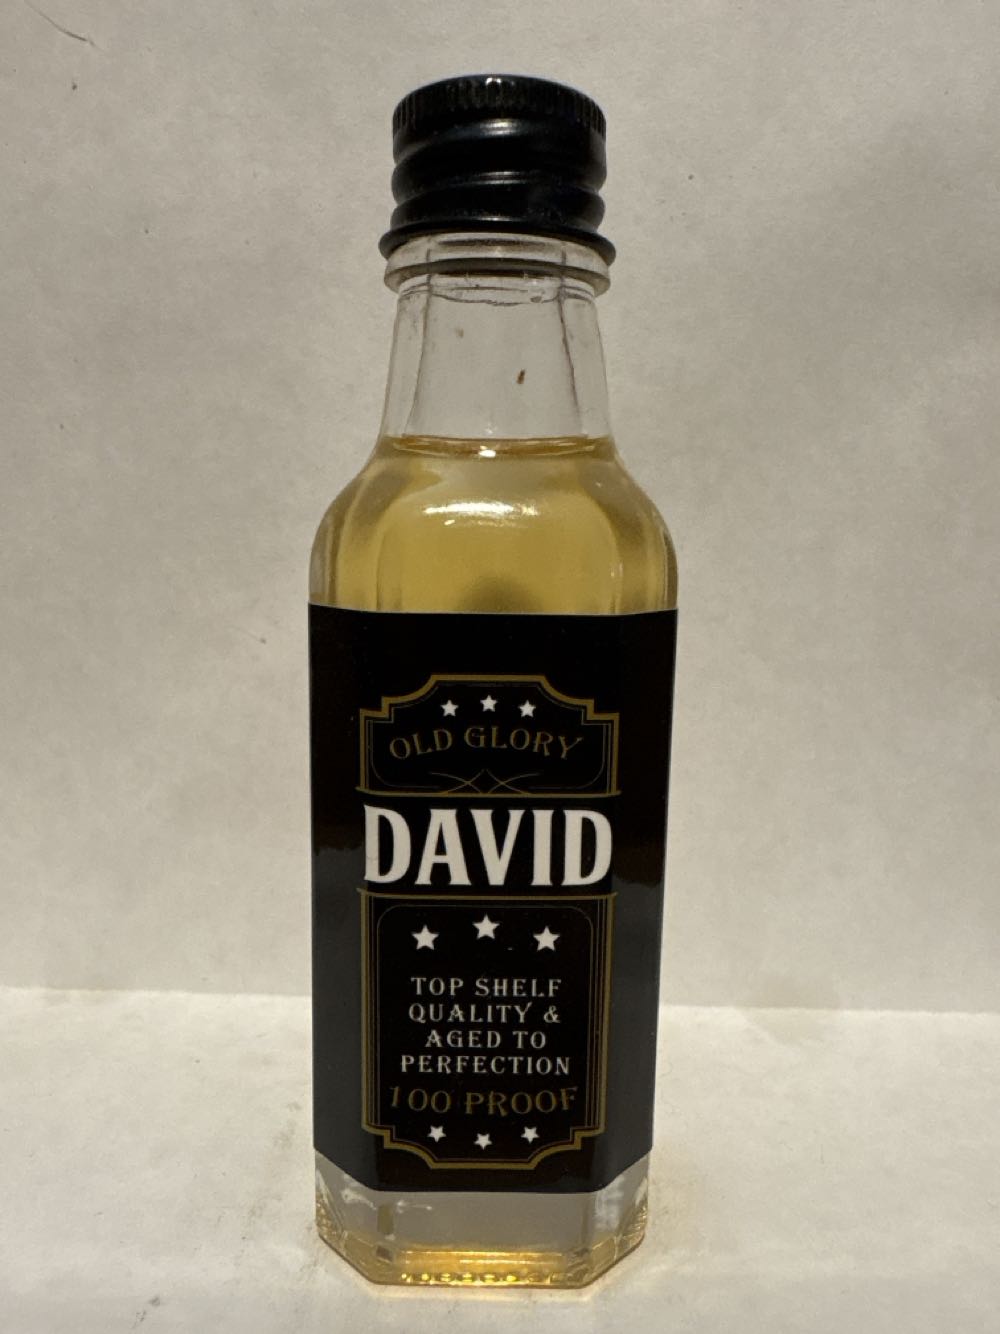 OLD GLORY
DAVID
TOP SHELF
QUALITY &
AGED TO
PERFECTION
100 PROOF